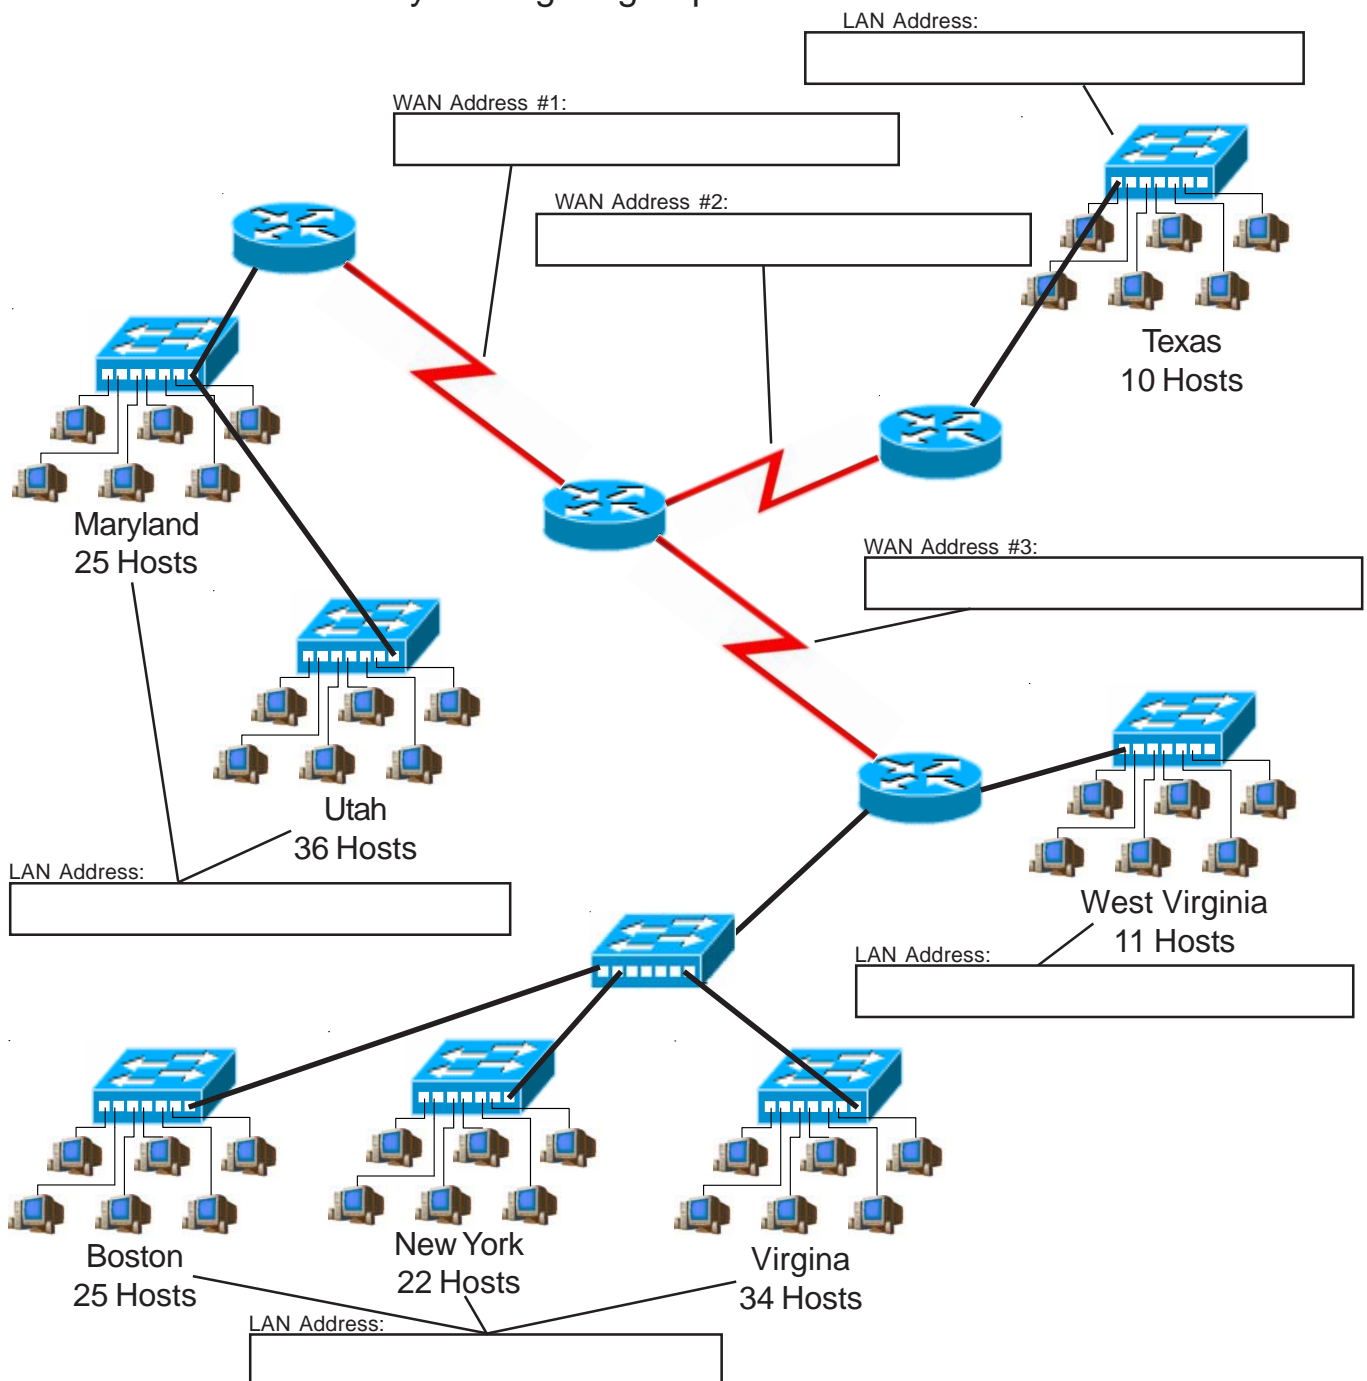 LAN Address:
WAN Address #1:
WAN Address #2:
Texas
10 Hosts
Maryland
25 Hosts
WAN Address #3:
Utah
36 Hosts
LAN Address:
West Virginia
11 Hosts
LAN Address:
Boston
25 Hosts
New York
22 Hosts
Virgina
34 Hosts
LAN Address: